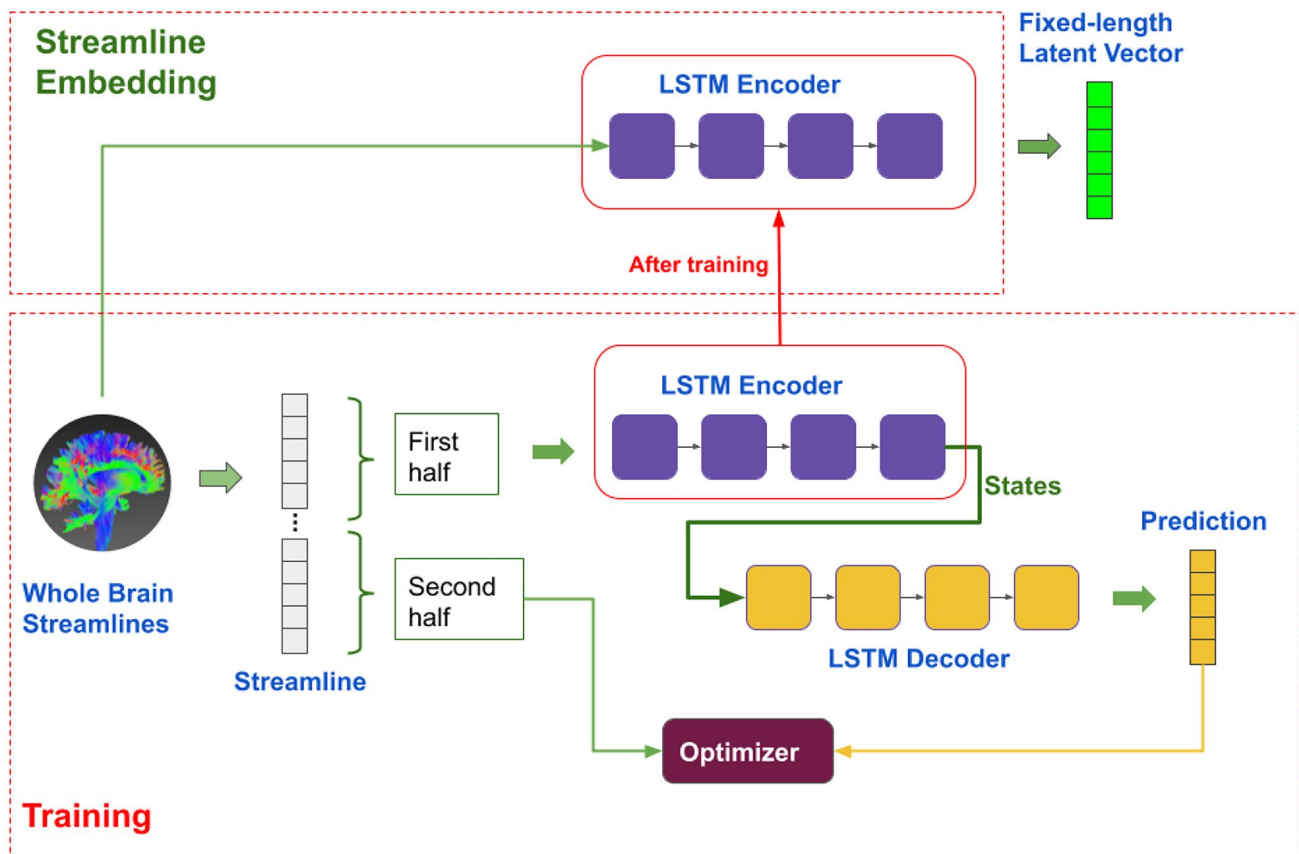 Streamline
Embedding
Fixed-length
Latent Vector
LSTM Encoder
After training
LSTM Encoder
First
half
States
Prediction
Whole Brain
Streamlines
Second
half
LSTM Decoder
Streamline
Optimizer
Training